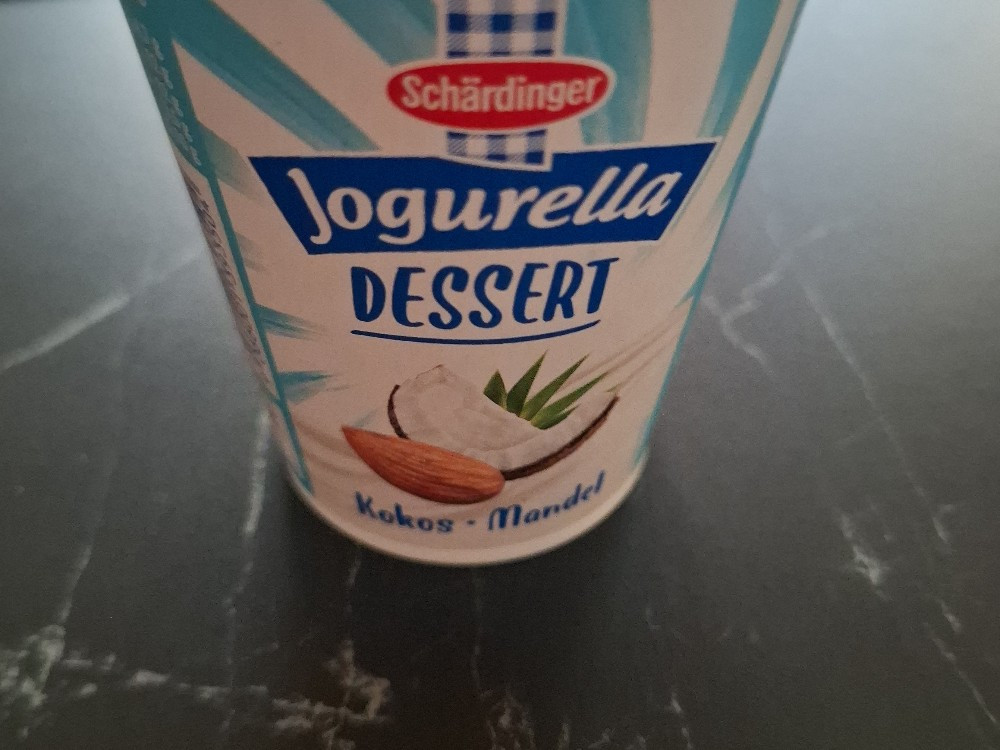 Schärdinger
Jogurella
DESSERT
Kokos · Mandel